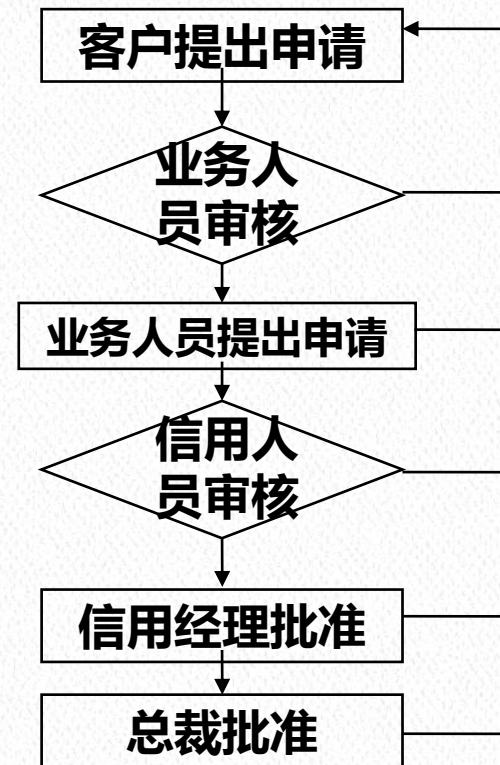 客户提出申请
业务人
员审核
业务人员提出申请
信用人
员审核
信用经理批准
总裁批准